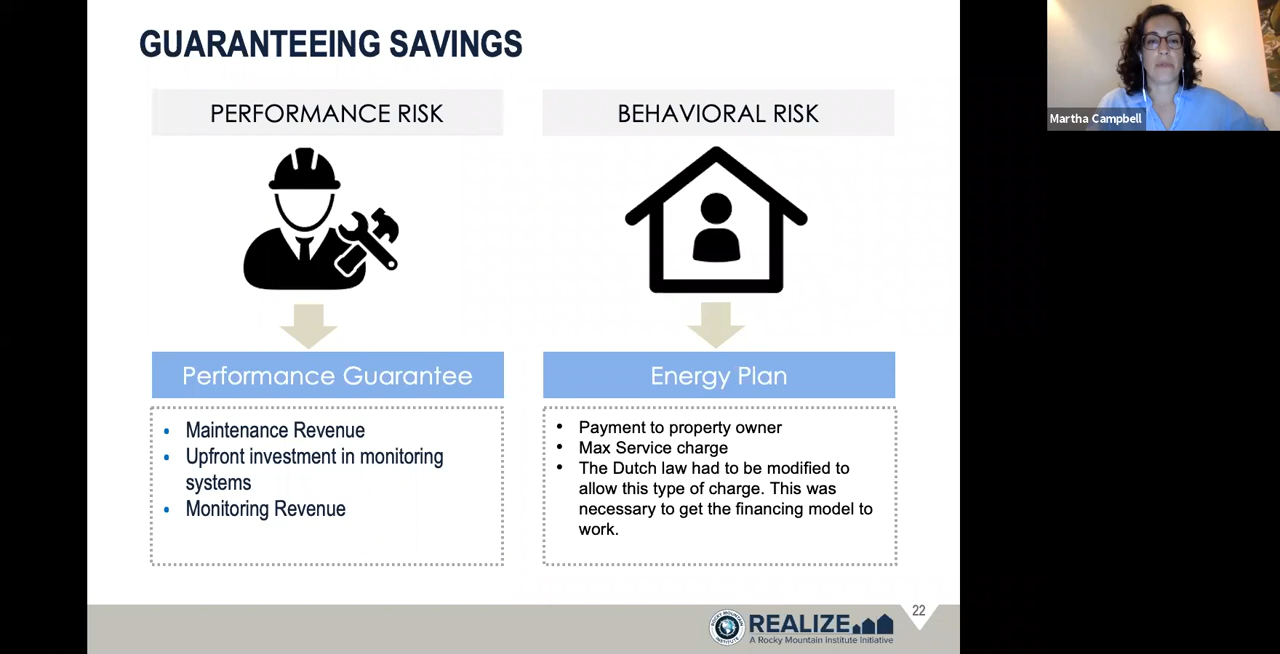 GUARANTEEING SAVINGS
PERFORMANCE RISK
BEHAVIORAL RISK
Performance Guarantee
Energy Plan
• Maintenance Revenue
• Upfront investment in monitoring
systems
• Monitoring Revenue
• Payment to property owner
• Max Service charge
• The Dutch law had to be modified to
allow this type of charge. This was
necessary to get the financing model to
work.
ROCKY MOUNTAIN INSTITUTE
REALIZE
A Rocky Mountain Institute Initiative
22
Martha Campbell